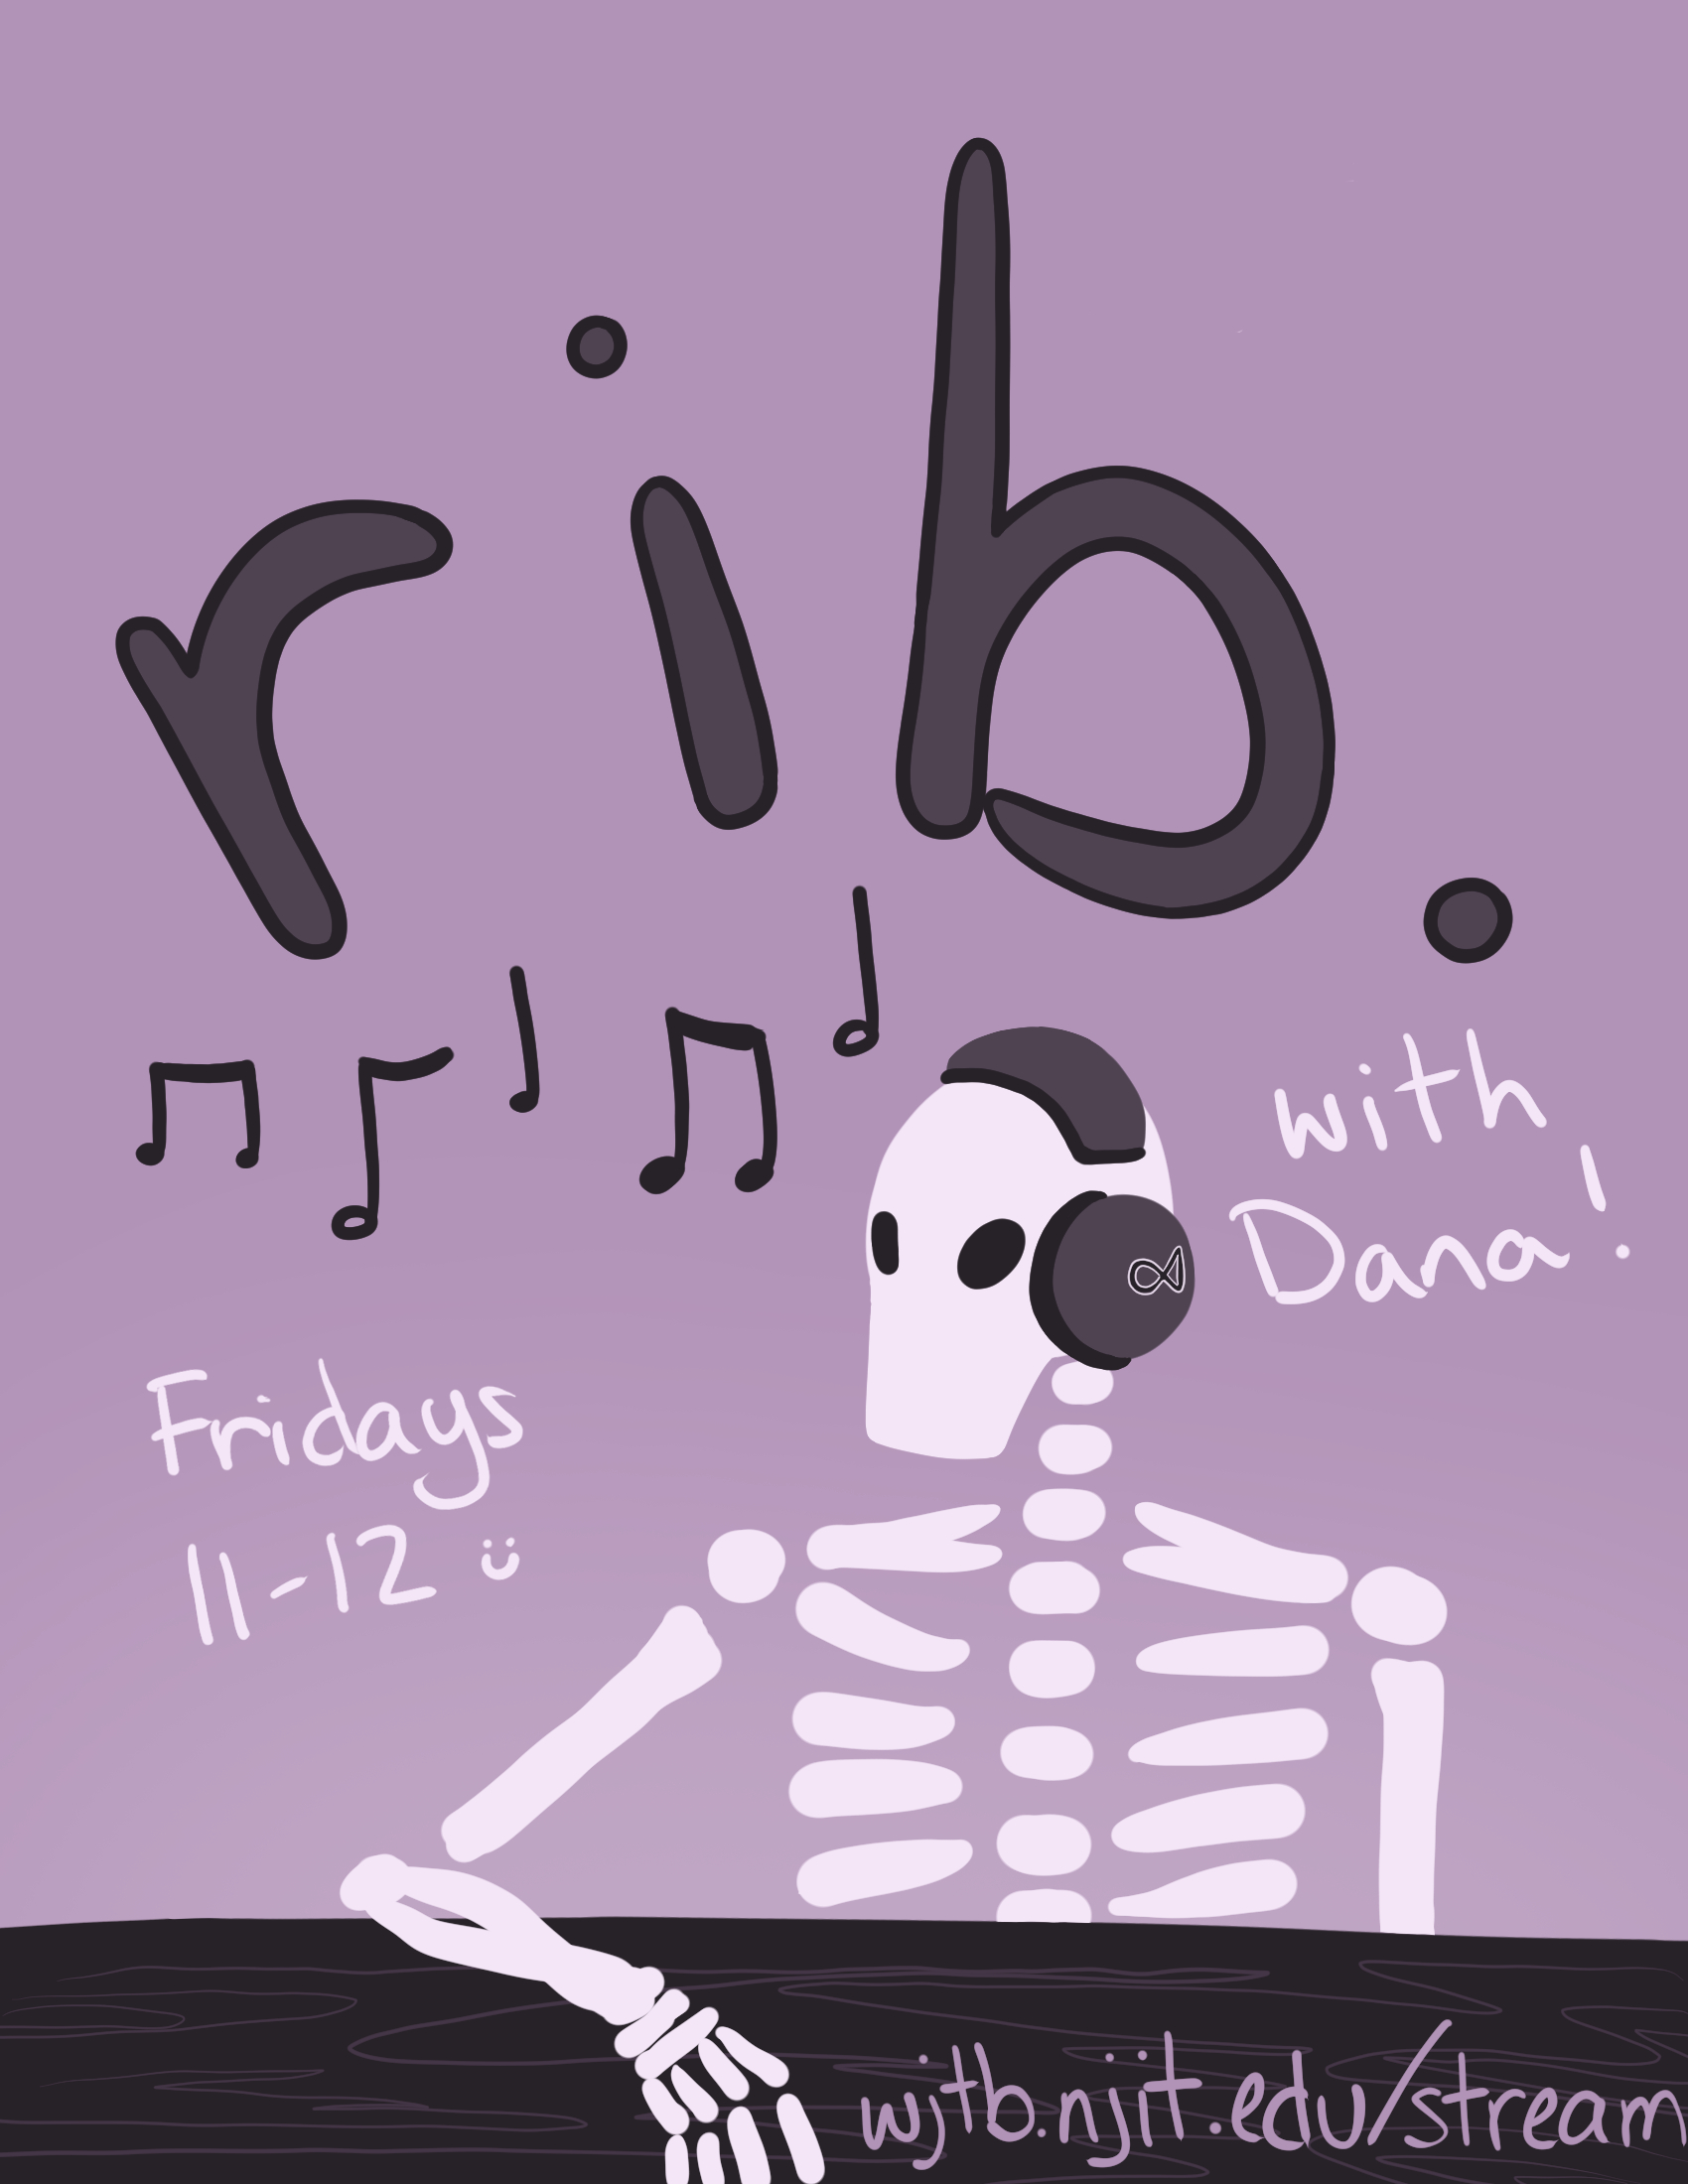 rib.
with
Dana!
Fridays
11-12 :)
wjtb.njit.edu/stream